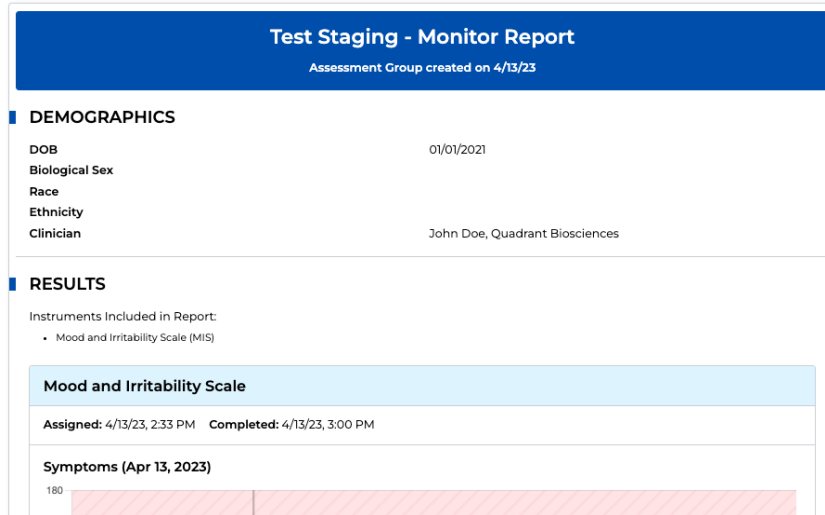 Test Staging - Monitor Report
Assessment Group created on 4/13/23
DEMOGRAPHICS
DOB 01/01/2021
Biological Sex
Race
Ethnicity
Clinician John Doe, Quadrant Biosciences
RESULTS
Instruments Included in Report:
• Mood and Irritability Scale (MIS)
Mood and Irritability Scale
Assigned: 4/13/23, 2:33 PM Completed: 4/13/23, 3:00 PM
Symptoms (Apr 13, 2023)
180